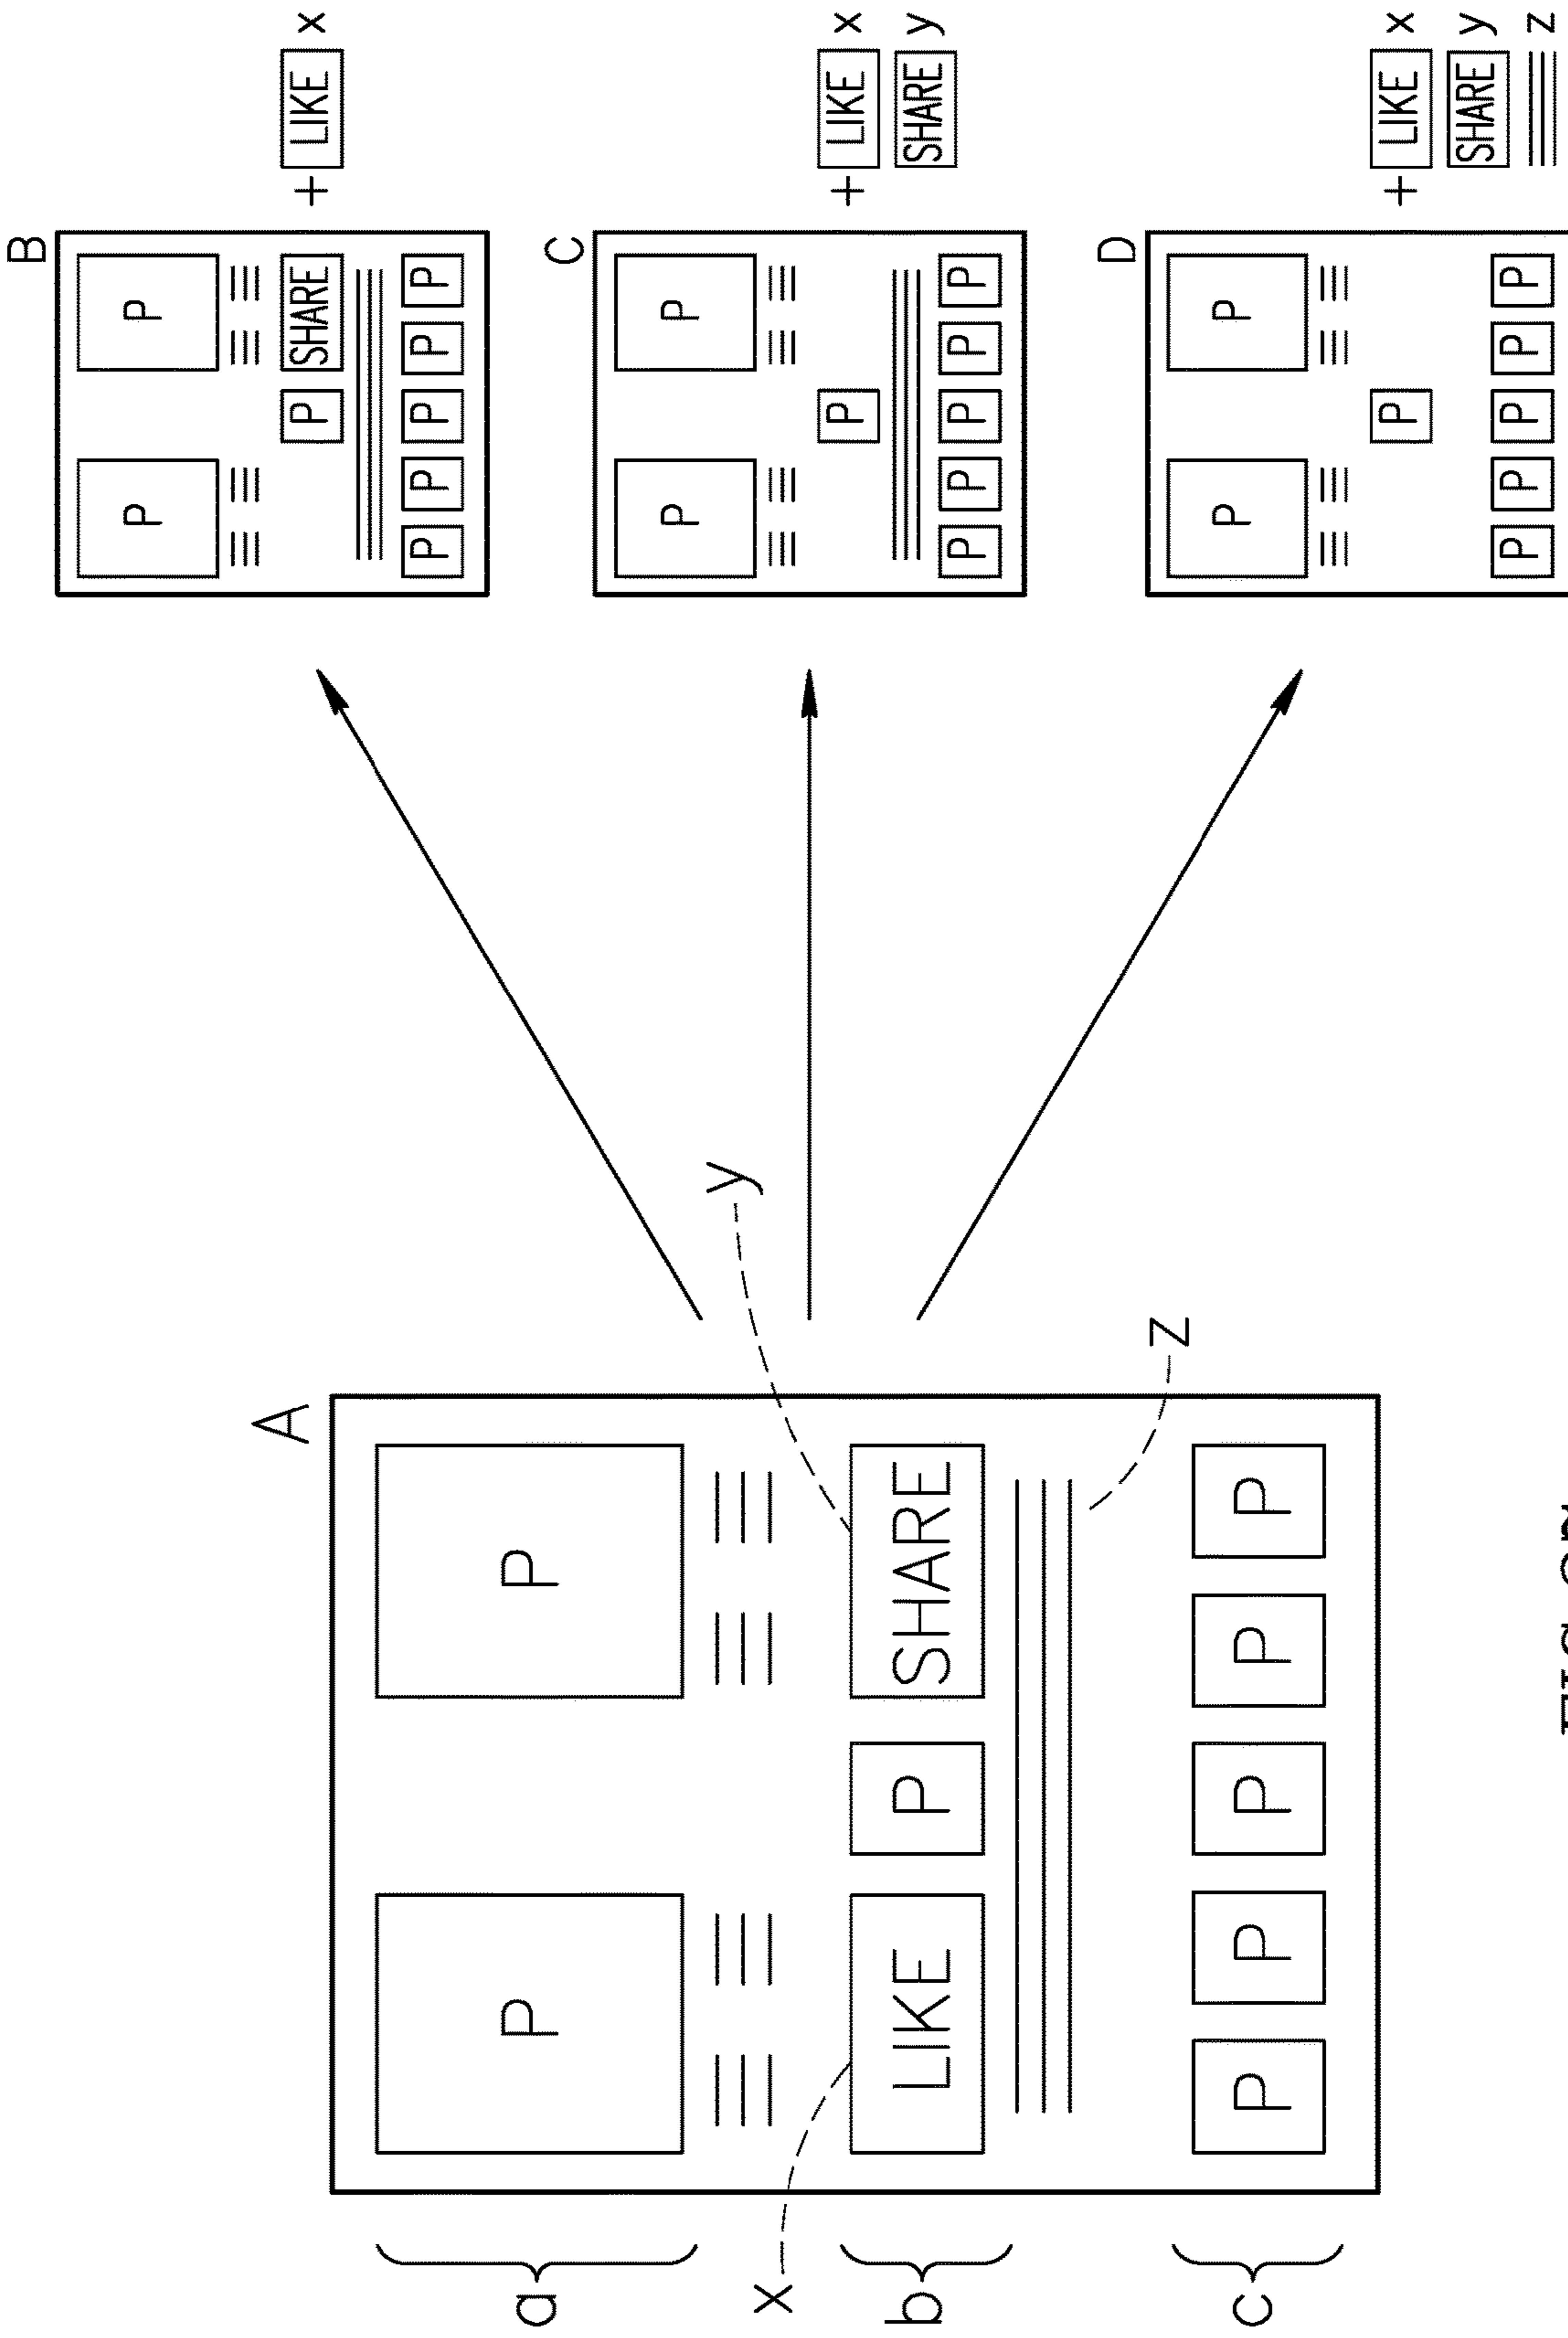 A
a P P
x y
b LIKE P SHARE
z
c P P P P P
B
P P
P SHARE + LIKE x
P P P P P
C
P P
P + LIKE x
SHARE y
P P P P P
D
P P
P + LIKE x
SHARE y
P P P P P z